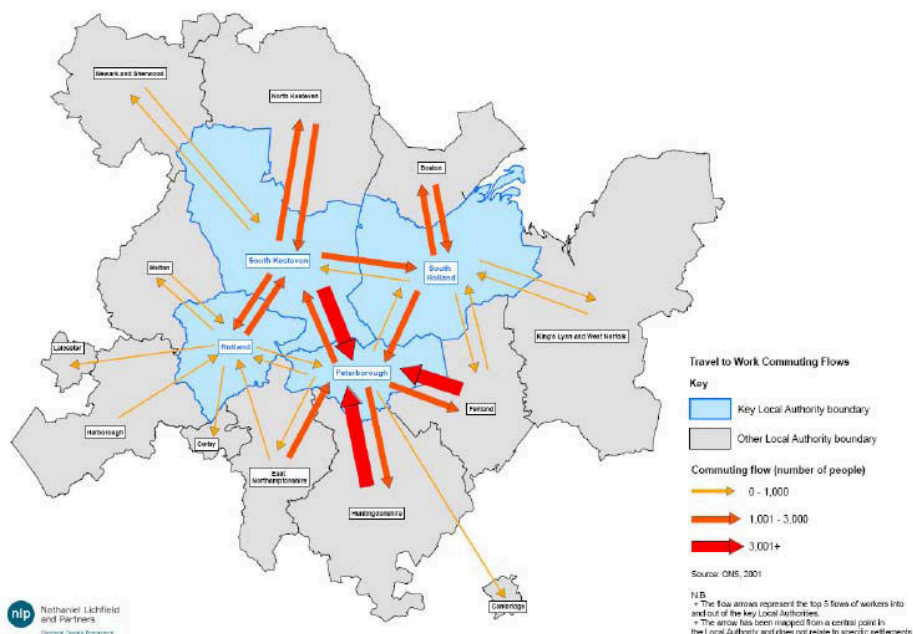 Newark and Sherwood
North Kesteven
Boston
South Kesteven
South Holland
Melton
King's Lynn and West Norfolk
Rutland
Leicester
Peterborough
Fenland
Harborough
Corby
East Northamptonshire
Huntingdonshire
Cambridge
Travel to Work Commuting Flows
Key
Key Local Authority boundary
Other Local Authority boundary
Commuting flow (number of people)
0 - 1,000
1,001 - 3,000
3,001+
Source: ONS, 2001
N.B.
+ The flow arrows represent the top 5 flows of workers into
and out of the key Local Authorities.
+ The arrow has been mapped from a central point in
the Local Authority and does not relate to specific settlements
nlp
Nathaniel Lichfield
and Partners